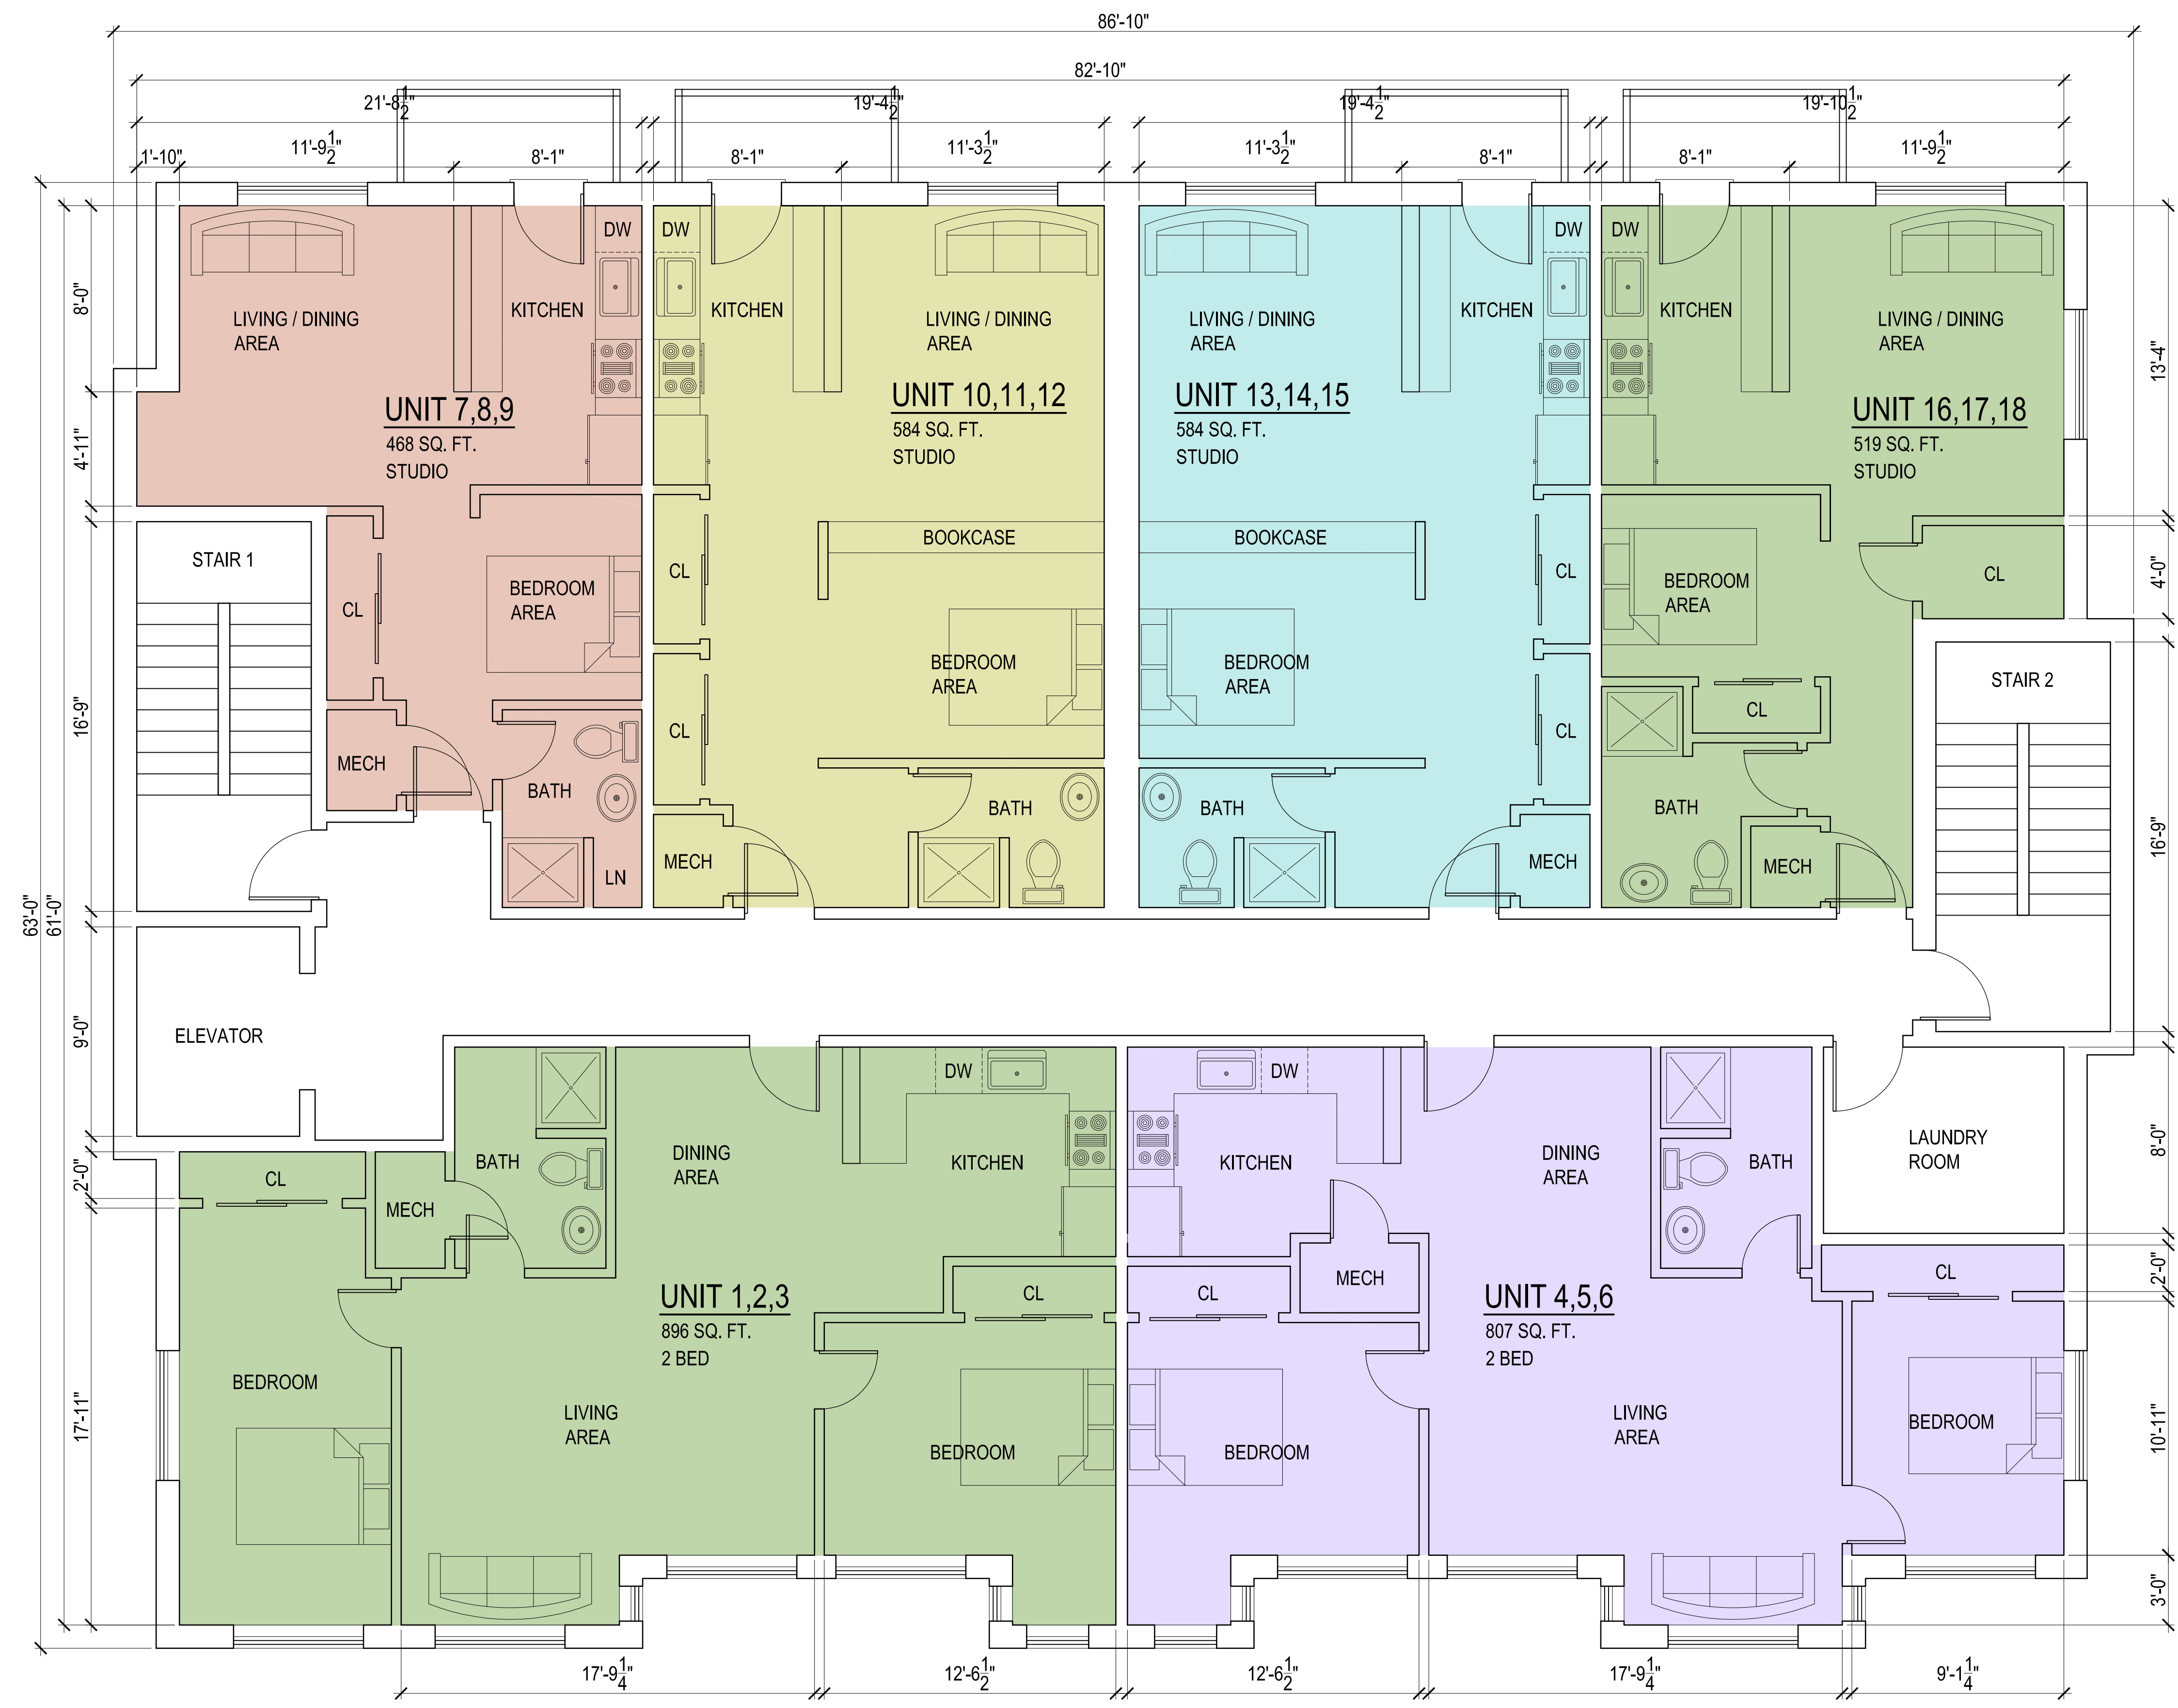 86'-10"
82'-10"
21'-8 1/2"
19'-4 1/2"
19'-4 1/2"
19'-10 1/2"
1'-10"
11'-9 1/2"
8'-1"
8'-1"
11'-3 1/2"
11'-3 1/2"
8'-1"
8'-1"
11'-9 1/2"
63'-0"
61'-0"
8'-0"
4'-11"
16'-9"
9'-0"
2'-0"
17'-11"
LIVING / DINING
AREA
KITCHEN
DW
UNIT 7,8,9
468 SQ. FT.
STUDIO
CL
BEDROOM
AREA
MECH
BATH
LN
DW
KITCHEN
LIVING / DINING
AREA
UNIT 10,11,12
584 SQ. FT.
STUDIO
BOOKCASE
CL
BEDROOM
AREA
CL
BATH
MECH
LIVING / DINING
AREA
KITCHEN
DW
UNIT 13,14,15
584 SQ. FT.
STUDIO
BOOKCASE
CL
BEDROOM
AREA
CL
BATH
MECH
DW
KITCHEN
LIVING / DINING
AREA
UNIT 16,17,18
519 SQ. FT.
STUDIO
CL
BEDROOM
AREA
CL
BATH
MECH
STAIR 1
STAIR 2
ELEVATOR
LAUNDRY
ROOM
CL
MECH
BATH
DINING
AREA
DW
KITCHEN
UNIT 1,2,3
896 SQ. FT.
2 BED
CL
BEDROOM
LIVING
AREA
BEDROOM
DW
KITCHEN
DINING
AREA
BATH
MECH
CL
UNIT 4,5,6
807 SQ. FT.
2 BED
CL
BEDROOM
LIVING
AREA
BEDROOM
13'-4"
4'-0"
16'-9"
8'-0"
2'-0"
10'-11"
3'-0"
17'-9 1/4"
12'-6 1/2"
12'-6 1/2"
17'-9 1/4"
9'-1 1/4"